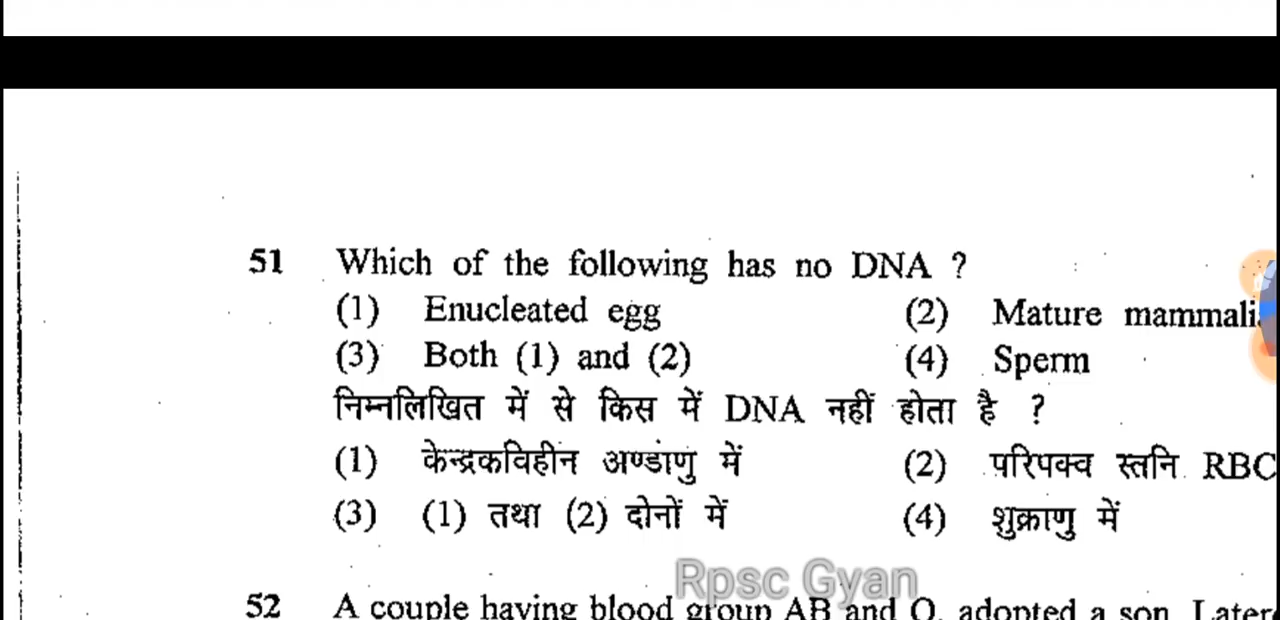 51 Which of the following has no DNA ?
(1) Enucleated egg (2) Mature
(3) Both (1) and (2) (4) Sperm
निम्नलिखित में से किस में DNA नहीं होता है ?
(1) केन्द्रकविहीन अण्डाणु में (2) परिपक्व स्तनि RBC
(3) (1) तथा (2) दोनों में (4) शुक्राणु में
Rpsc Gyan
52 A couple having blood group AB and O, adopted a son.